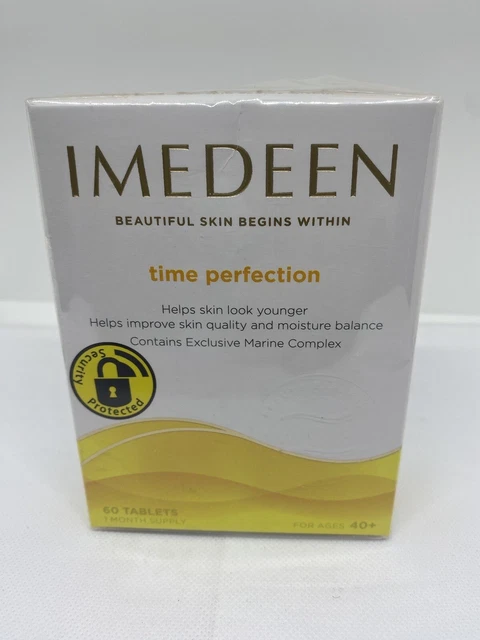 IMEDEEN
BEAUTIFUL SKIN BEGINS WITHIN
time perfection
Helps skin look younger
Helps improve skin quality and moisture balance
Contains Exclusive Marine Complex
Security
Protected
60 TABLETS
1 MONTH SUPPLY
FOR AGES 40+